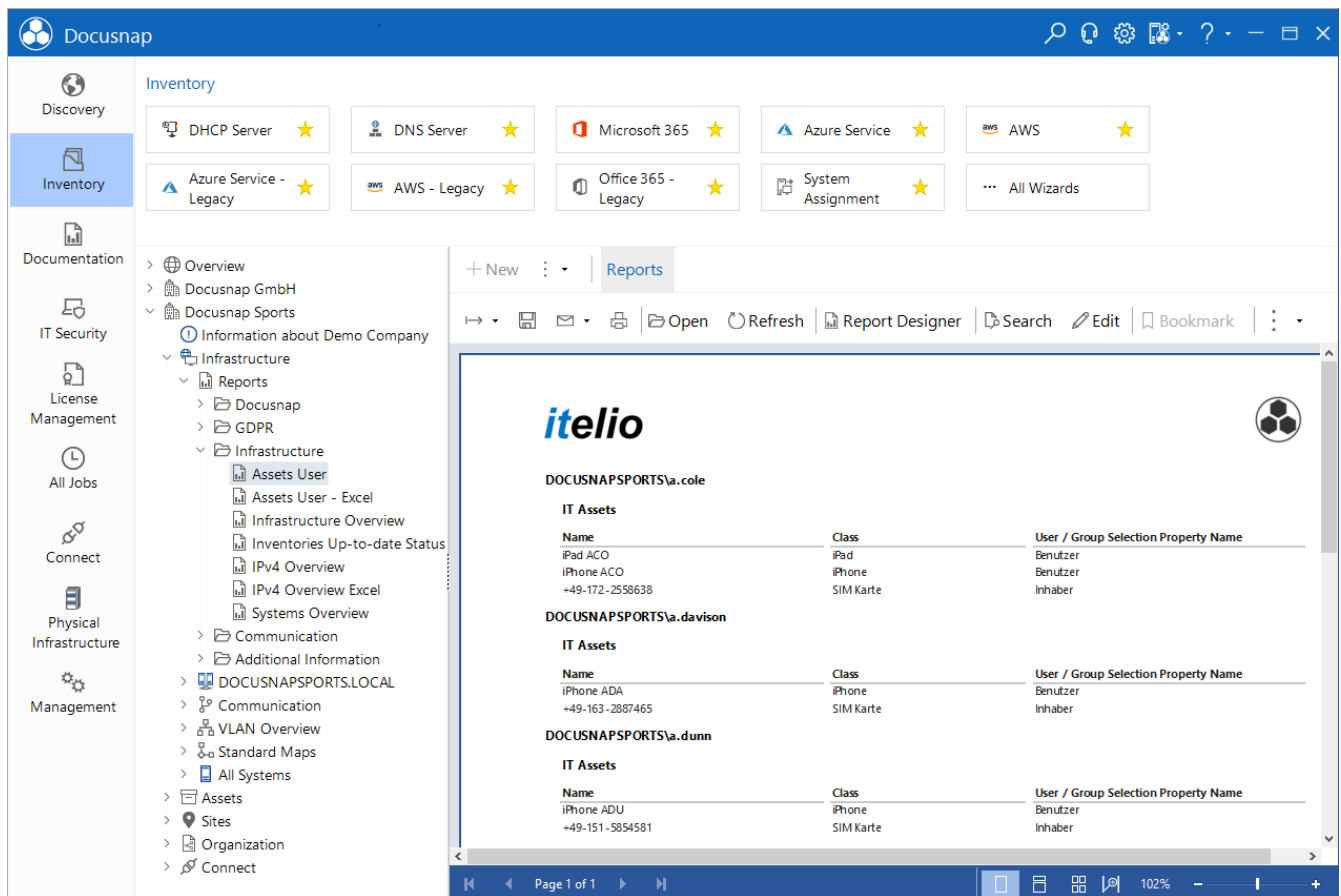 Docusnap
Discovery
Inventory
Documentation
IT Security
License
Management
All Jobs
Connect
Physical
Infrastructure
Management
Inventory
DHCP Server
DNS Server
Microsoft 365
Azure Service
aws AWS
Azure Service -
Legacy
aws AWS - Legacy
Office 365 -
Legacy
System
Assignment
All Wizards
Overview
Docusnap GmbH
Docusnap Sports
Information about Demo Company
Infrastructure
Reports
Docusnap
GDPR
Infrastructure
Assets User
Assets User - Excel
Infrastructure Overview
Inventories Up-to-date Status
IPv4 Overview
IPv4 Overview Excel
Systems Overview
Communication
Additional Information
DOCUSNAPSPORTS.LOCAL
Communication
VLAN Overview
Standard Maps
All Systems
Assets
Sites
Organization
Connect
New Reports
Open Refresh Report Designer Search Edit Bookmark
itelio
DOCUSNAPSPORTS\a.cole
IT Assets
Name Class User / Group Selection Property Name
iPad ACO iPad Benutzer
iPhone ACO iPhone Benutzer
+49-172-2558638 SIM Karte Inhaber
DOCUSNAPSPORTS\a.davison
IT Assets
Name Class User / Group Selection Property Name
iPhone ADA iPhone Benutzer
+49-163-2887465 SIM Karte Inhaber
DOCUSNAPSPORTS\a.dunn
IT Assets
Name Class User / Group Selection Property Name
iPhone ADU iPhone Benutzer
+49-151-5854581 SIM Karte Inhaber
Page 1 of 1 102%